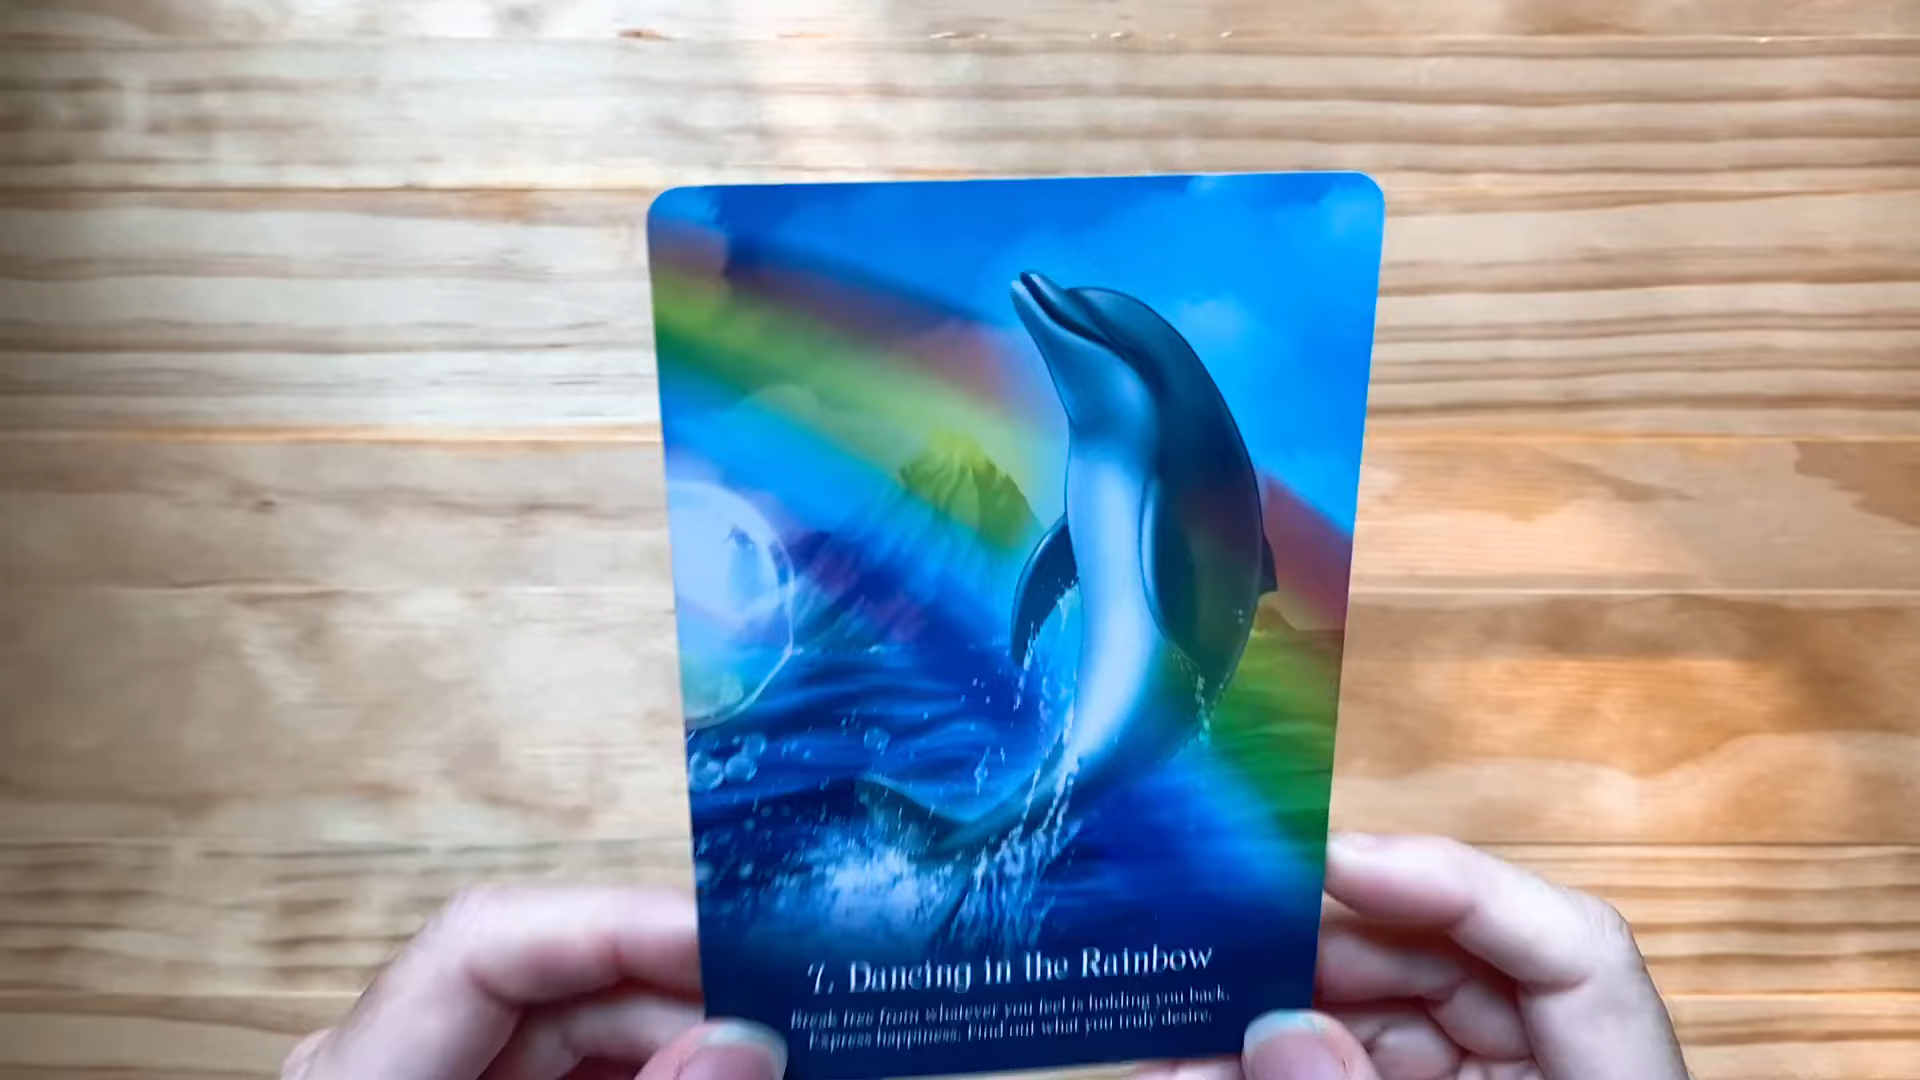 7. Dancing in the Rainbow
Break free from whatever you feel is holding you back.
Express happiness. Find out what you truly desire.